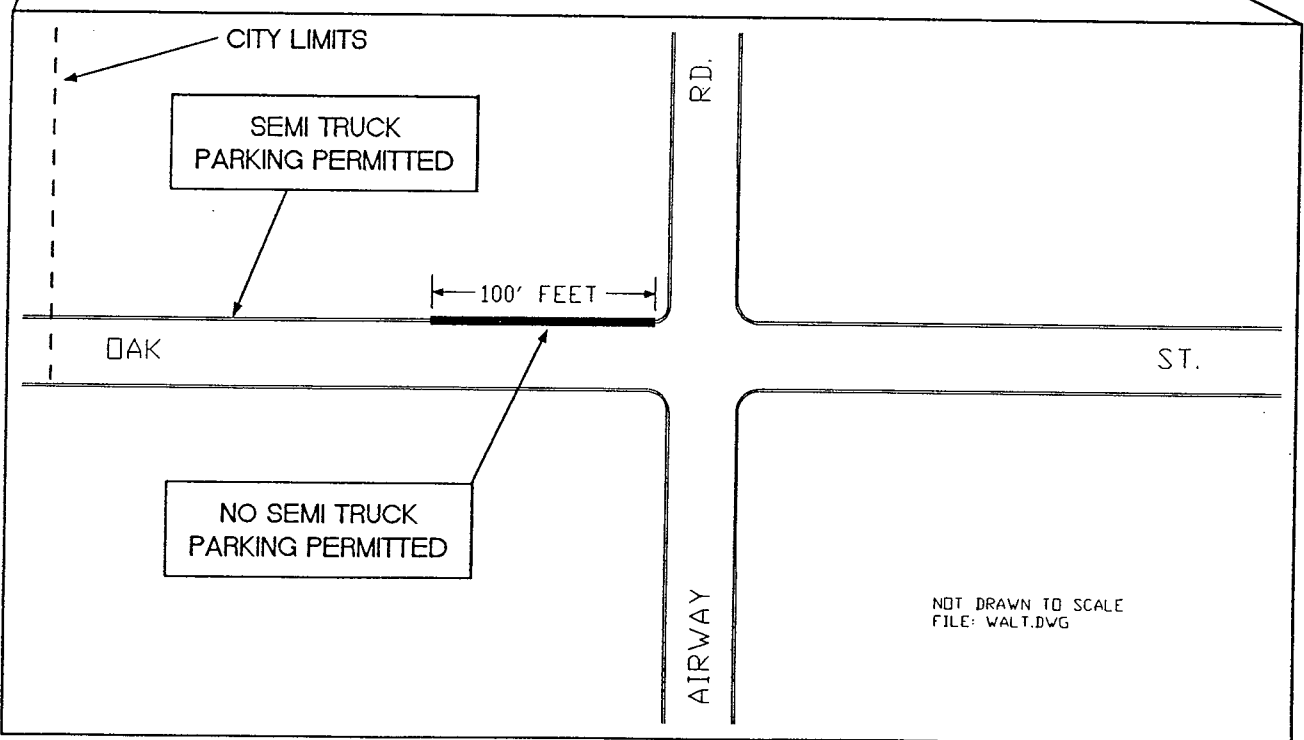 CITY LIMITS
RD.
SEMI TRUCK
PARKING PERMITTED
100' FEET
OAK
ST.
NO SEMI TRUCK
PARKING PERMITTED
AIRWAY
NOT DRAWN TO SCALE
FILE: WALT.DWG